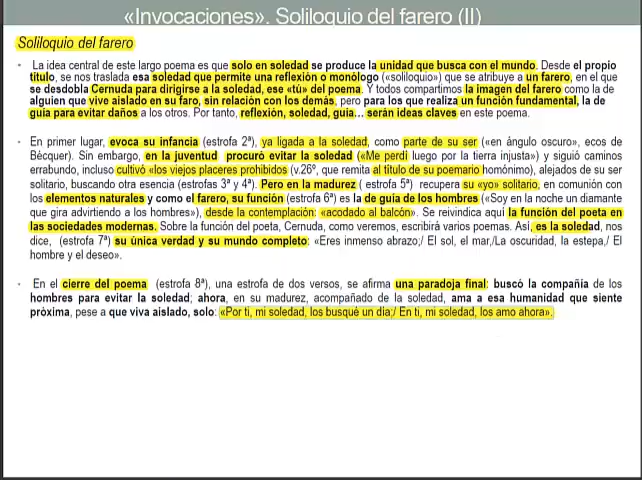 «Invocaciones». Soliloquio del farero (II)
Soliloquio del farero
• La idea central de este largo poema es que solo en soledad se produce la unidad que busca con el mundo. Desde el propio
título, se nos traslada esa soledad que permite una reflexión o monólogo («soliloquio») que se atribuye a un farero, en el que
se desdobla Cernuda para dirigirse a la soledad, ese «tú» del poema. Y todos compartimos la imagen del farero como la de
alguien que vive aislado en su faro, sin relación con los demás, pero para los que realiza un función fundamental, la de
guía para evitar daños a los otros. Por tanto, reflexión, soledad, guía… serán ideas claves en este poema.
• En primer lugar, evoca su infancia (estrofa 2ª), ya ligada a la soledad, como parte de su ser («en ángulo oscuro», ecos de
Bécquer). Sin embargo, en la juventud procuró evitar la soledad («Me perdí luego por la tierra injusta») y siguió caminos
errabundo, incluso cultivó «los viejos placeres prohibidos (v.26º, que remita al título de su poemario homónimo), alejados de su ser
solitario, buscando otra esencia (estrofas 3ª y 4ª). Pero en la madurez ( estrofa 5ª) recupera su «yo» solitario, en comunión con
los elementos naturales y como el farero, su función (estrofa 6ª) es la de guía de los hombres («Soy en la noche un diamante
que gira advirtiendo a los hombres»), desde la contemplación: «acodado al balcón». Se reivindica aquí la función del poeta en
las sociedades modernas. Sobre la función del poeta, Cernuda, como veremos, escribirá varios poemas. Así, es la soledad, nos
dice, (estrofa 7ª) su única verdad y su mundo completo: «Eres inmenso abrazo;/ El sol, el mar,/La oscuridad, la estepa,/ El
hombre y el deseo».
• En el cierre del poema (estrofa 8ª), una estrofa de dos versos, se afirma una paradoja final: buscó la compañía de los
hombres para evitar la soledad; ahora, en su madurez, acompañado de la soledad, ama a esa humanidad que siente
próxima, pese a que viva aislado, solo: «Por ti, mi soledad, los busqué un día;/ En ti, mi soledad, los amo ahora».